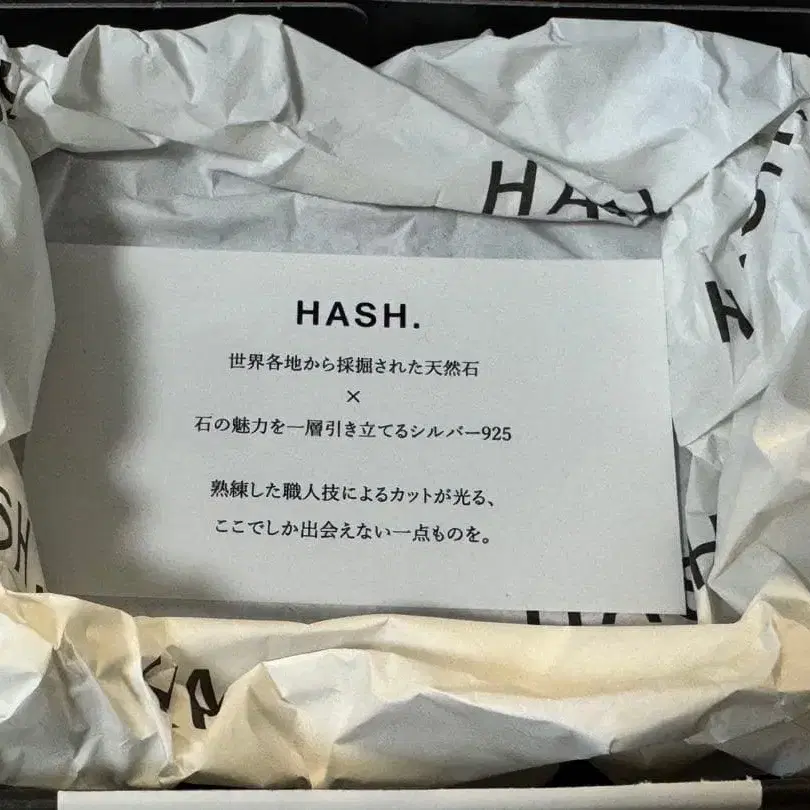 HASH.
世界各地から採掘された天然石
×
石の魅力を一層引き立てるシルバー925
熟練した職人技によるカットが光る、
ここでしか出会えない一点ものを。